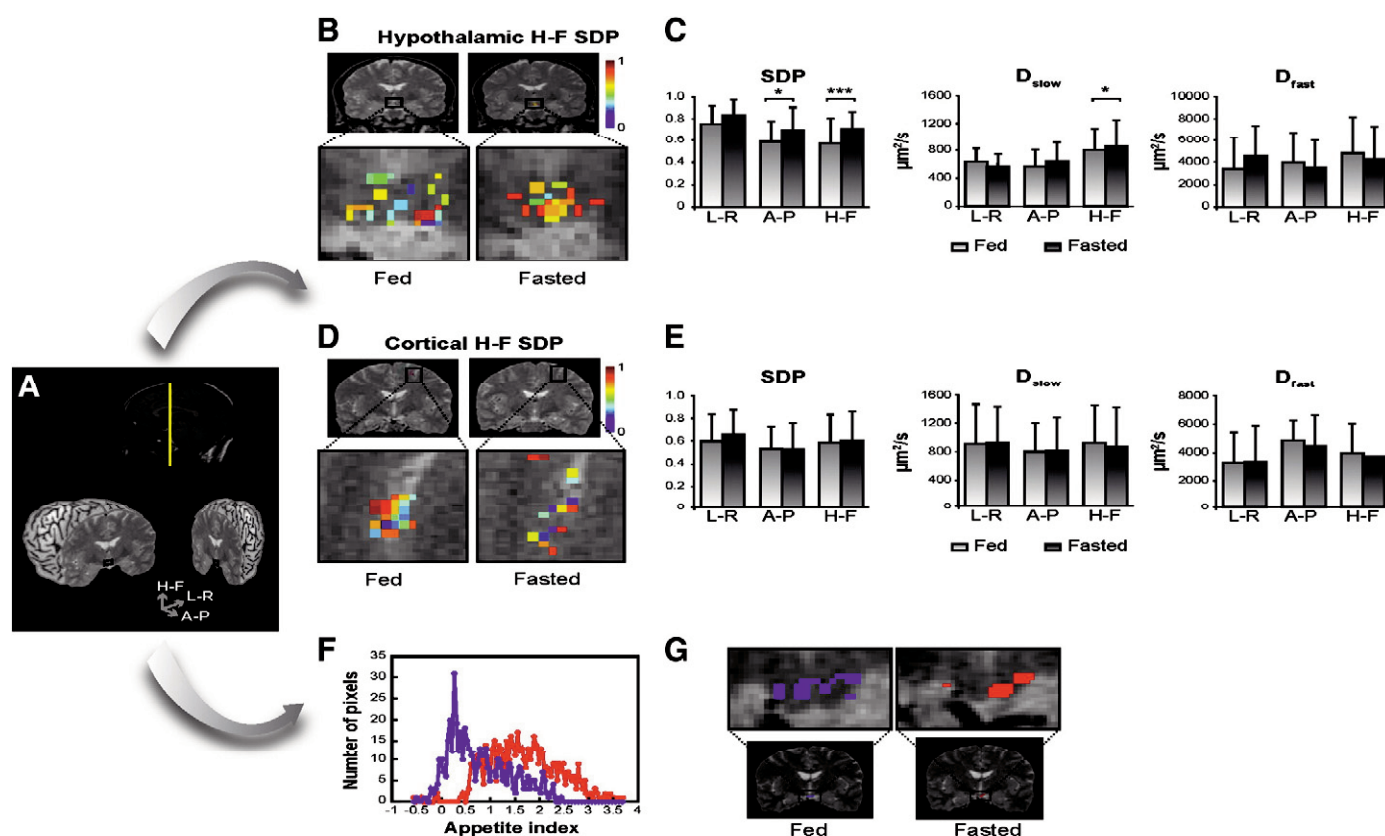 B
Hypothalamic H-F SDP
1
0
Fed
Fasted
C
SDP
1.0
0.8
0.6
0.4
0.2
0
*
***
L-R
A-P
H-F
D slow
µm²/s
1600
1200
800
400
0
*
L-R
A-P
H-F
Fed
Fasted
D fast
µm²/s
10000
8000
6000
4000
2000
0
L-R
A-P
H-F
A
H-F
L-R
A-P
D
Cortical H-F SDP
1
0
Fed
Fasted
E
SDP
1.0
0.8
0.6
0.4
0.2
0
L-R
A-P
H-F
D slow
µm²/s
1600
1200
900
600
300
0
L-R
A-P
H-F
Fed
Fasted
D fast
µm²/s
8000
6000
4000
2000
0
L-R
A-P
H-F
F
Number of pixels
35
30
25
20
15
10
5
0
-1
-0.5
0
0.5
1
1.5
2
2.5
3
3.5
4
Appetite index
G
Fed
Fasted